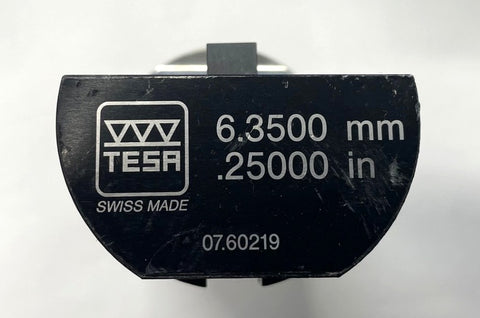 TESA
SWISS MADE
6.3500 mm
.25000 in
07.60219